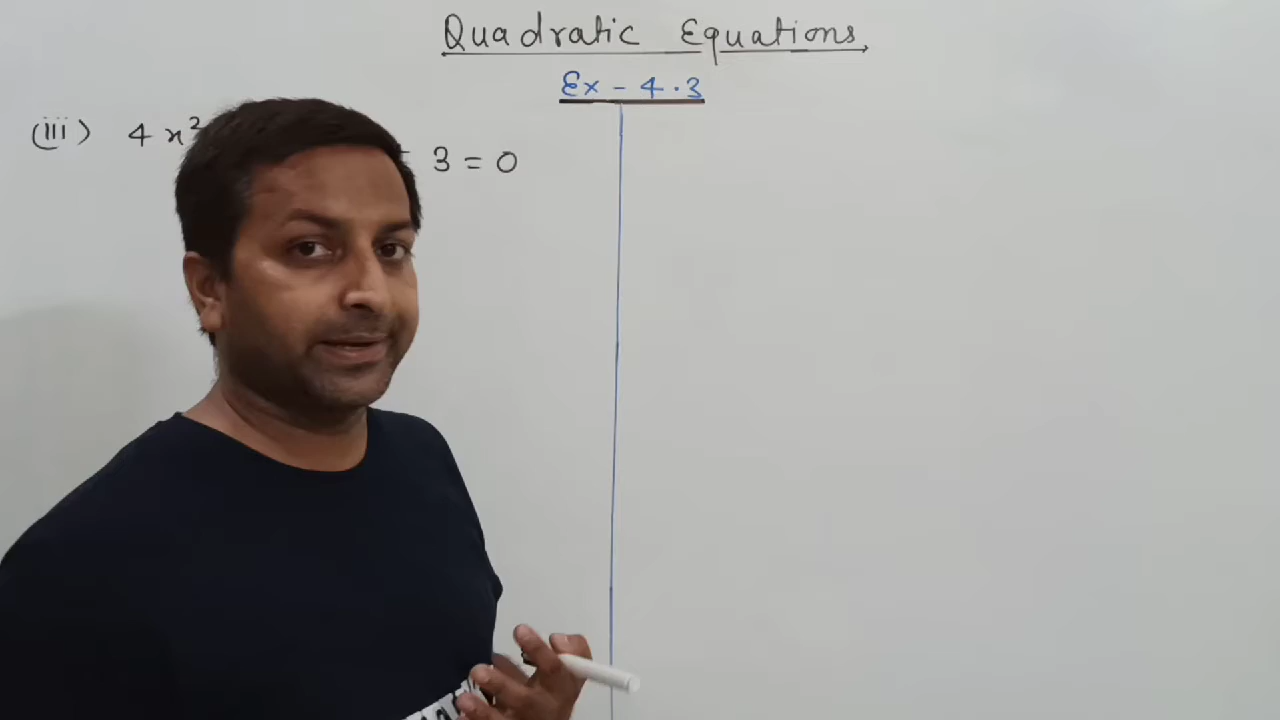 Quadratic Equations
Ex - 4.3
(iii) 4x² 3 = 0